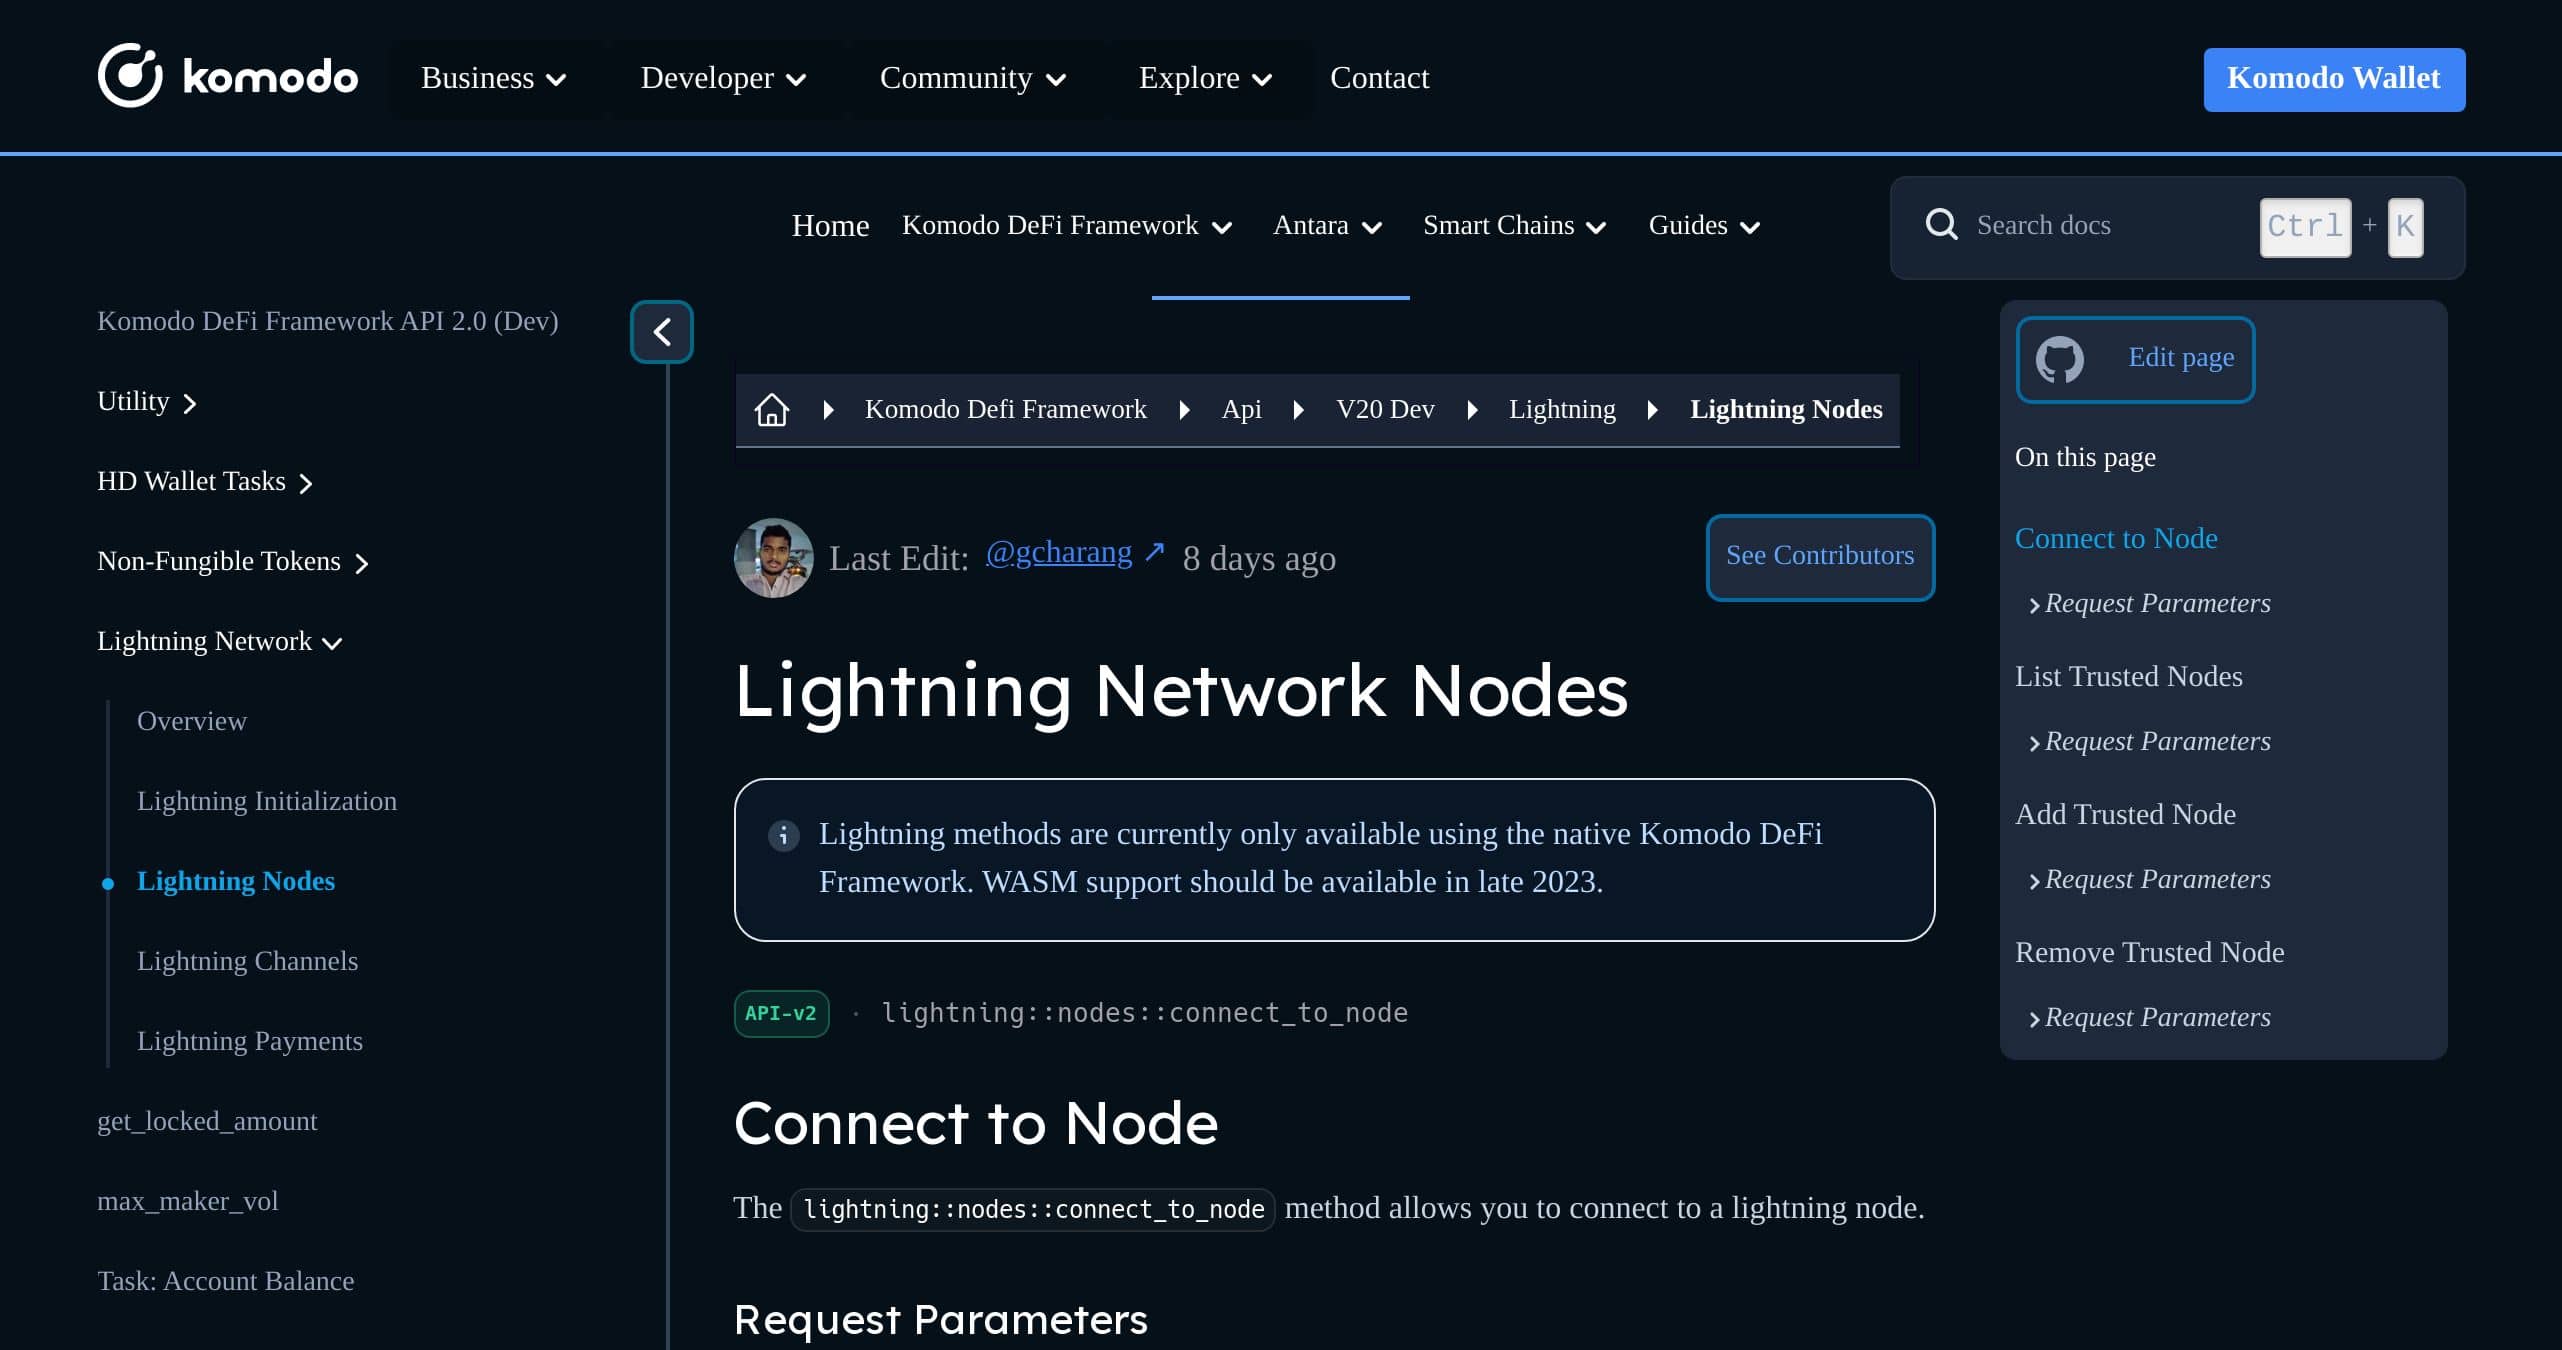 komodo Business Developer Community Explore Contact Komodo Wallet
Home Komodo DeFi Framework Antara Smart Chains Guides Search docs Ctrl + K
Komodo DeFi Framework API 2.0 (Dev)
Utility
HD Wallet Tasks
Non-Fungible Tokens
Lightning Network
Overview
Lightning Initialization
Lightning Nodes
Lightning Channels
Lightning Payments
get_locked_amount
max_maker_vol
Task: Account Balance
Komodo Defi Framework Api V20 Dev Lightning Lightning Nodes
Last Edit: @gcharang ↗ 8 days ago See Contributors
Lightning Network Nodes
Lightning methods are currently only available using the native Komodo DeFi
Framework. WASM support should be available in late 2023.
API-v2 · lightning::nodes::connect_to_node
Connect to Node
The lightning::nodes::connect_to_node method allows you to connect to a lightning node.
Request Parameters
Edit page
On this page
Connect to Node
Request Parameters
List Trusted Nodes
Request Parameters
Add Trusted Node
Request Parameters
Remove Trusted Node
Request Parameters